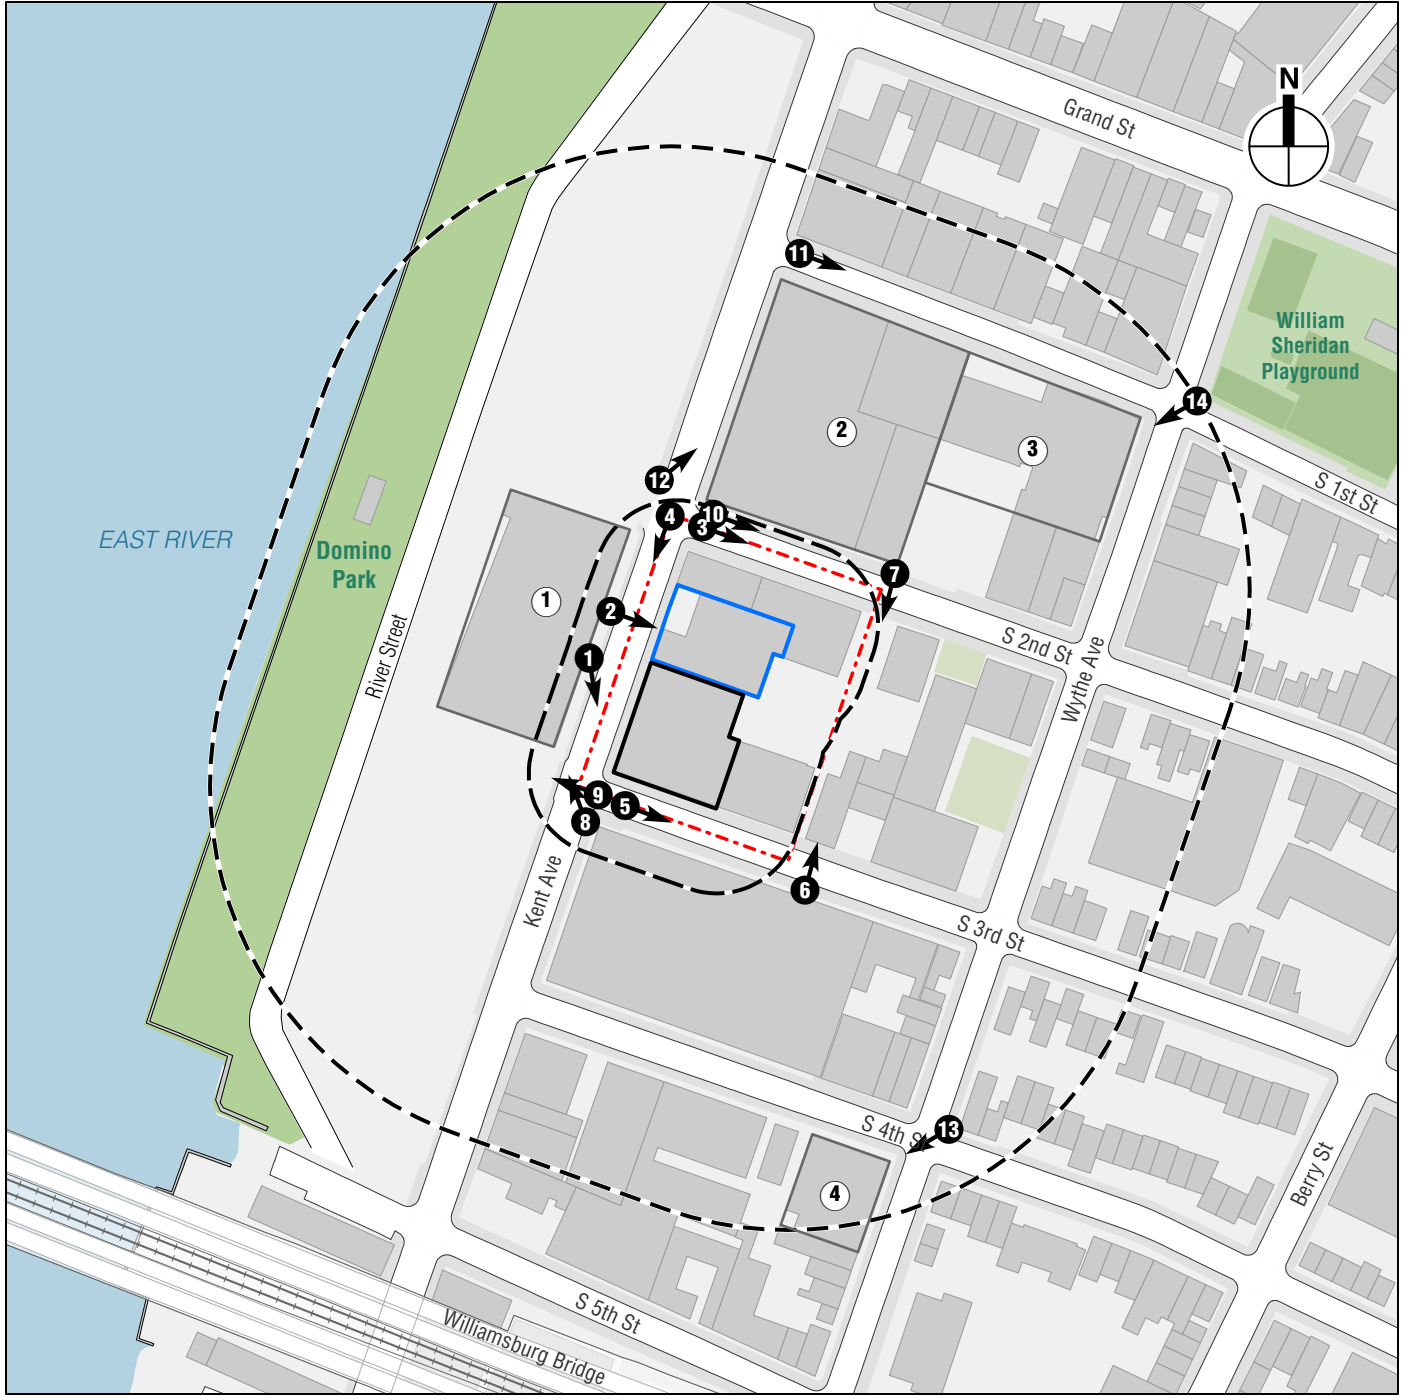 N
Grand St
11
William
Sheridan
Playground
14
2
3
12
S 1st St
EAST RIVER
Domino
Park
4
10
3
7
1
2
S 2nd St
River Street
1
Wythe Ave
9
5
8
Kent Ave
6
S 3rd St
S 4th S
13
4
Berry St
S 5th St
Williamsburg Bridge